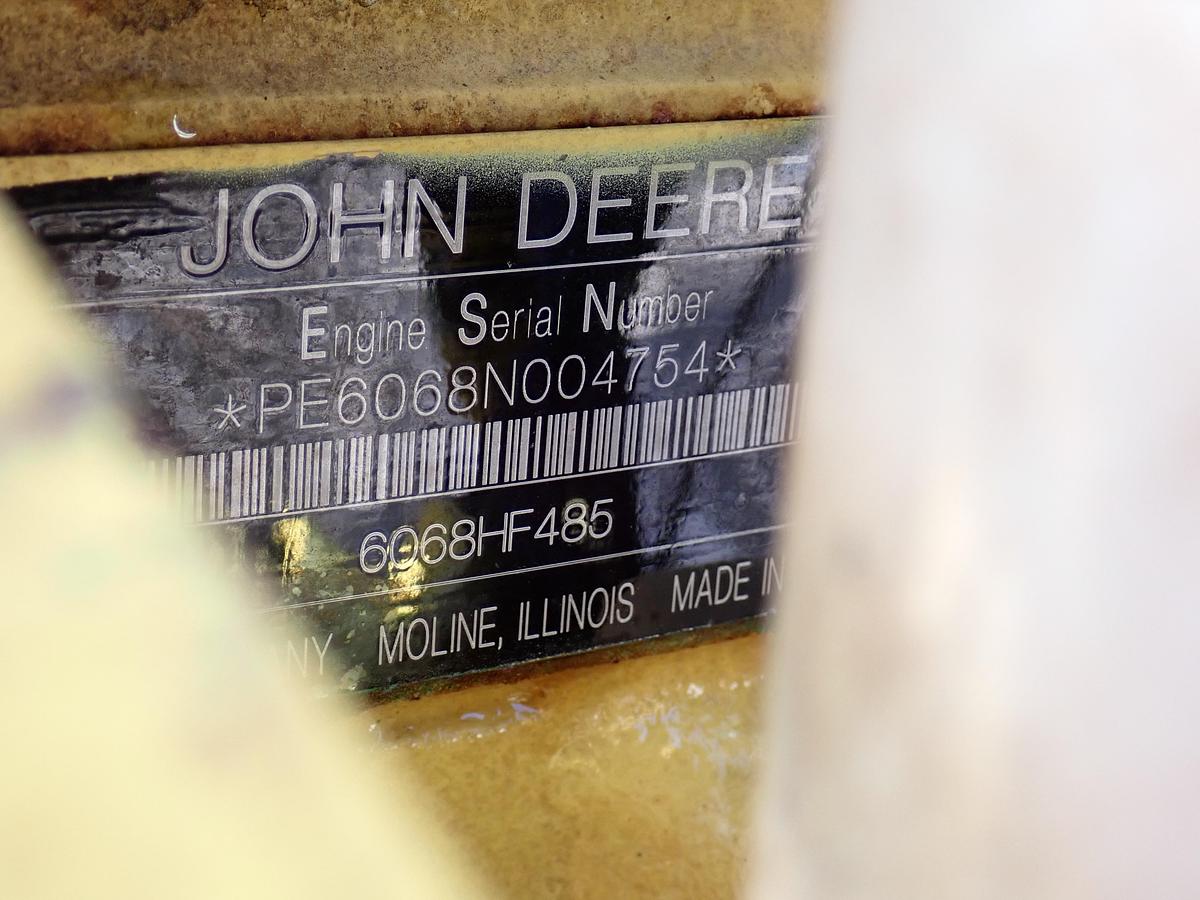 JOHN DEERE
Engine Serial Number
*PE6068N004754*
6068HF485
MOLINE, ILLINOIS MADE IN